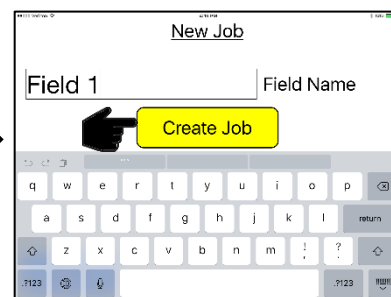 New Job
Field 1
Field Name
Create Job
q w e r t y u i o p
a s d f g h j k l return
z x c v b n m ! , ? .
.?123 .?123